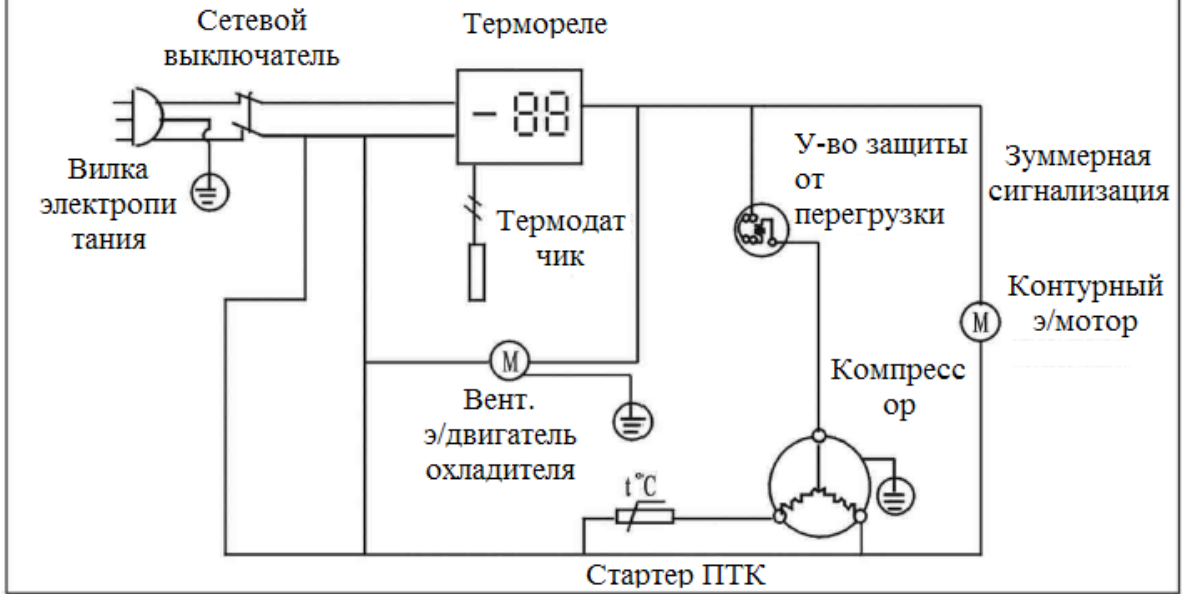 Сетевой
выключатель
Термореле
- 88
Вилка
электропи
тания
Термодат
чик
У-во защиты
от
перегрузки
Зуммерная
сигнализация
Контурный
э/мотор
M
M
Вент.
э/двигатель
охладителя
Компресс
ор
t°C
Стартер ПТК